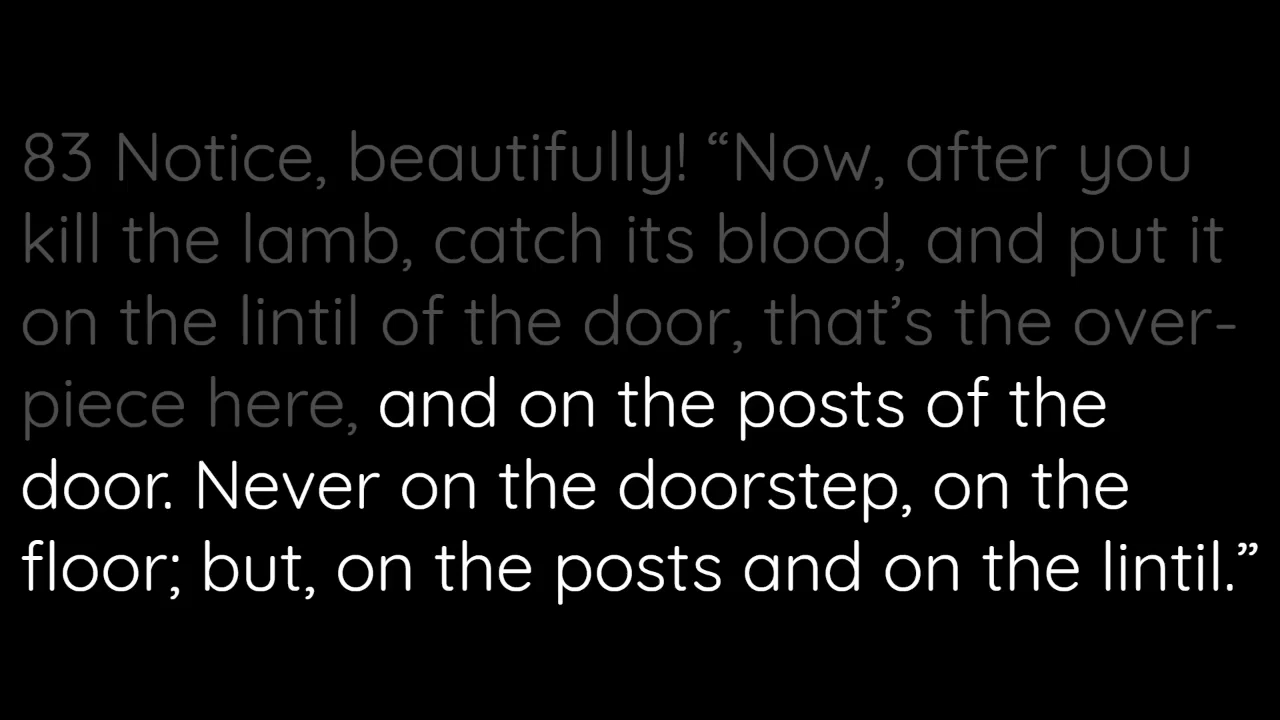 83 Notice, beautifully! “Now, after you
kill the lamb, catch its blood, and put it
on the lintil of the door, that’s the over-
piece here, and on the posts of the
door. Never on the doorstep, on the
floor; but, on the posts and on the lintil.”